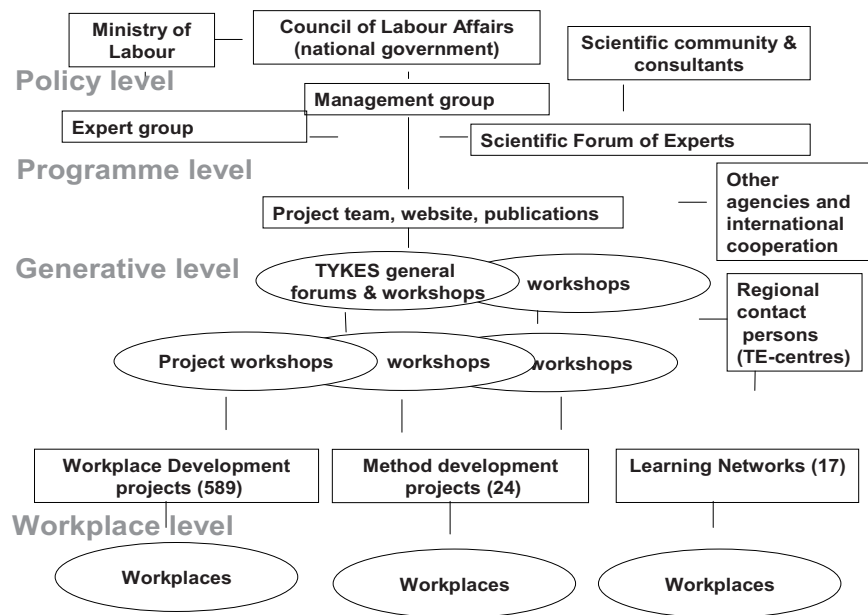 Ministry of
Labour
Council of Labour Affairs
(national government)
Scientific community &
consultants
Policy level
Management group
Expert group
Scientific Forum of Experts
Programme level
Other
agencies and
international
cooperation
Project team, website, publications
Generative level
TYKES general
forums & workshops
workshops
Regional
contact
persons
(TE-centres)
Project workshops
workshops
workshops
Workplace Development
projects (589)
Method development
projects (24)
Learning Networks (17)
Workplace level
Workplaces
Workplaces
Workplaces